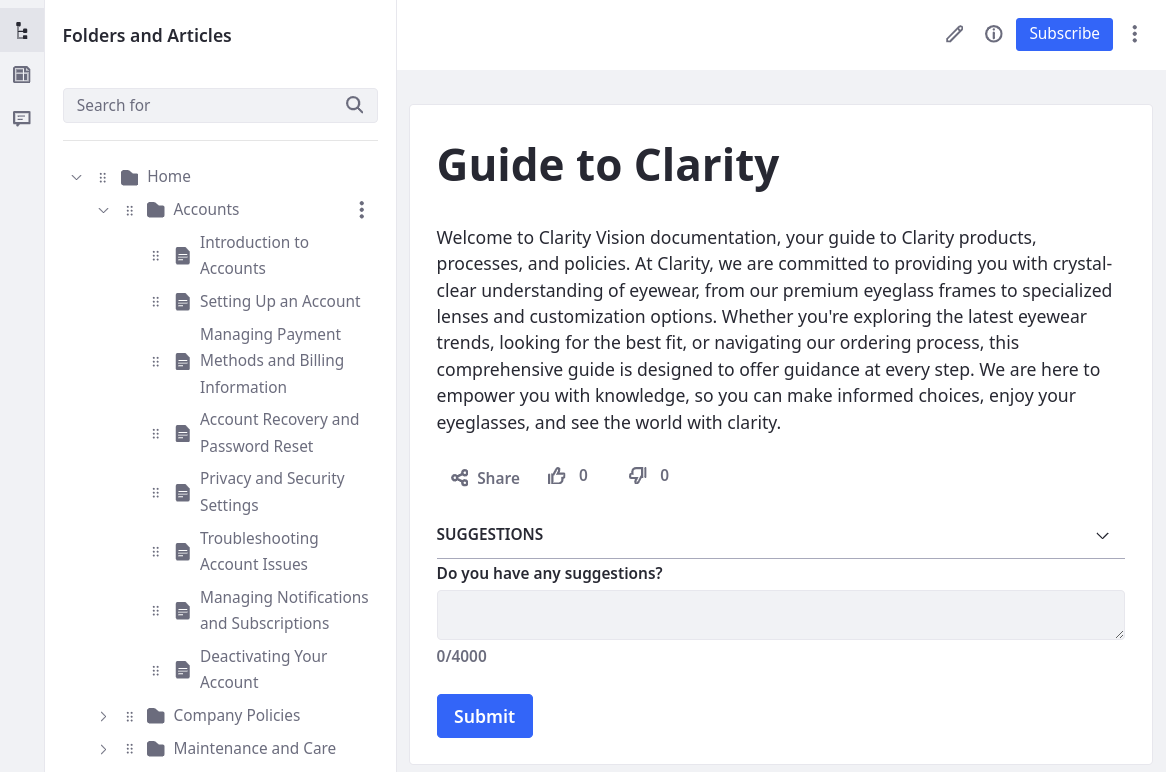 Folders and Articles
Search for
Home
Accounts
Introduction to
Accounts
Setting Up an Account
Managing Payment
Methods and Billing
Information
Account Recovery and
Password Reset
Privacy and Security
Settings
Troubleshooting
Account Issues
Managing Notifications
and Subscriptions
Deactivating Your
Account
Company Policies
Maintenance and Care
Subscribe
Guide to Clarity
Welcome to Clarity Vision documentation, your guide to Clarity products,
processes, and policies. At Clarity, we are committed to providing you with crystal-
clear understanding of eyewear, from our premium eyeglass frames to specialized
lenses and customization options. Whether you're exploring the latest eyewear
trends, looking for the best fit, or navigating our ordering process, this
comprehensive guide is designed to offer guidance at every step. We are here to
empower you with knowledge, so you can make informed choices, enjoy your
eyeglasses, and see the world with clarity.
Share 0 0
SUGGESTIONS
Do you have any suggestions?
0/4000
Submit